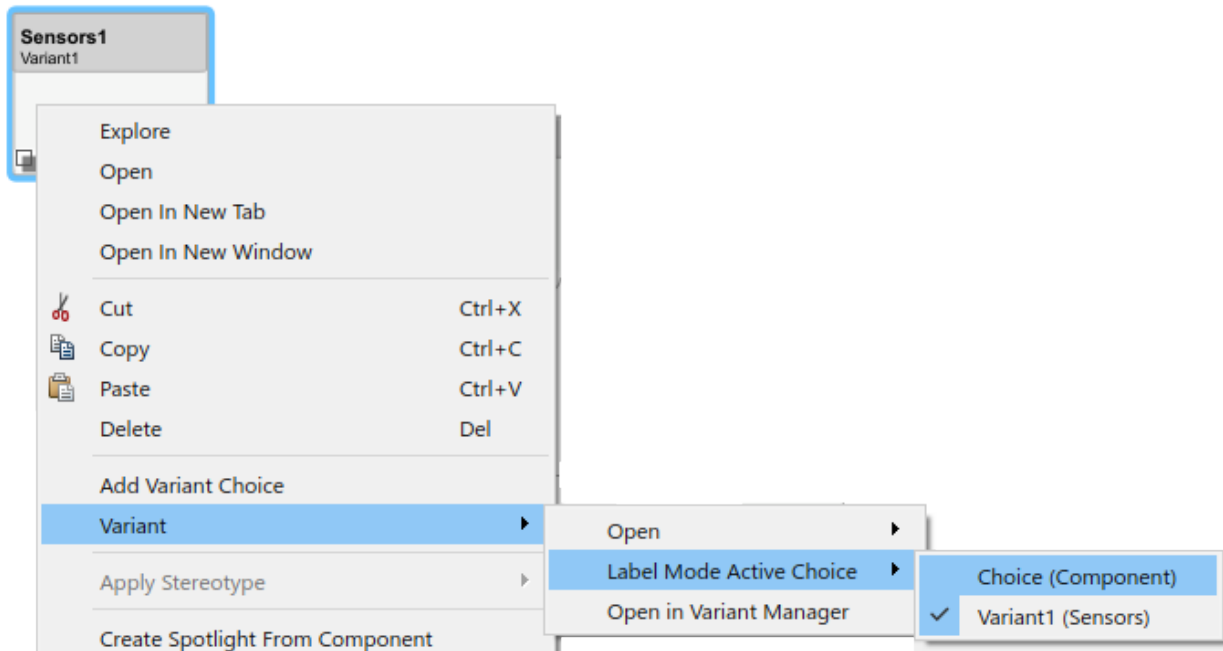 Sensors1
Variant1
Explore
Open
Open In New Tab
Open In New Window
Cut Ctrl+X
Copy Ctrl+C
Paste Ctrl+V
Delete Del
Add Variant Choice
Variant
Apply Stereotype
Create Spotlight From Component
Open
Label Mode Active Choice
Open in Variant Manager
Choice (Component)
Variant1 (Sensors)